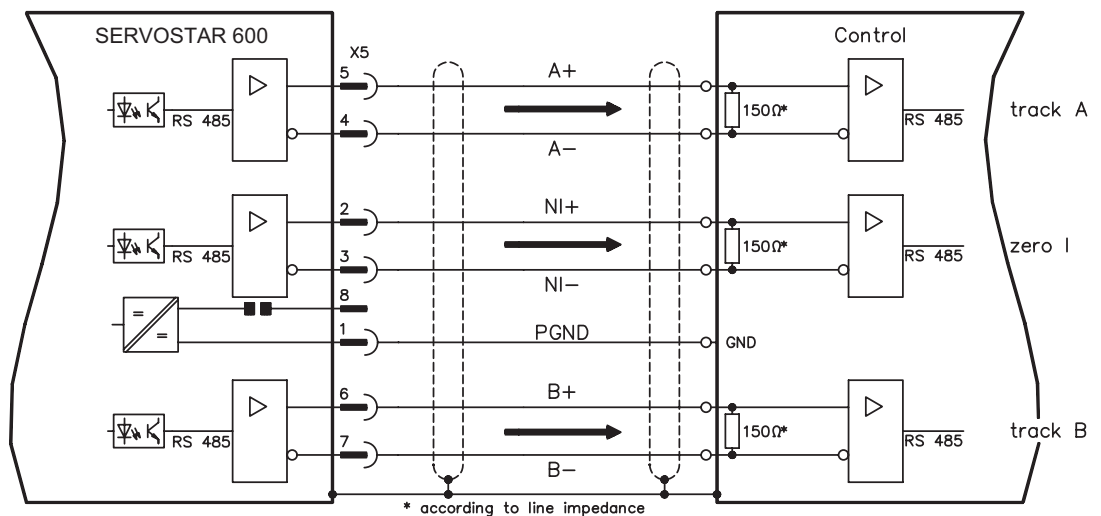 SERVOSTAR 600
X5
Control
5
A+
RS 485
4
A-
150Ω*
RS 485
track A
2
NI+
RS 485
3
NI-
150Ω*
RS 485
zero I
8
1
PGND
GND
6
B+
RS 485
7
B-
150Ω*
RS 485
track B
* according to line impedance